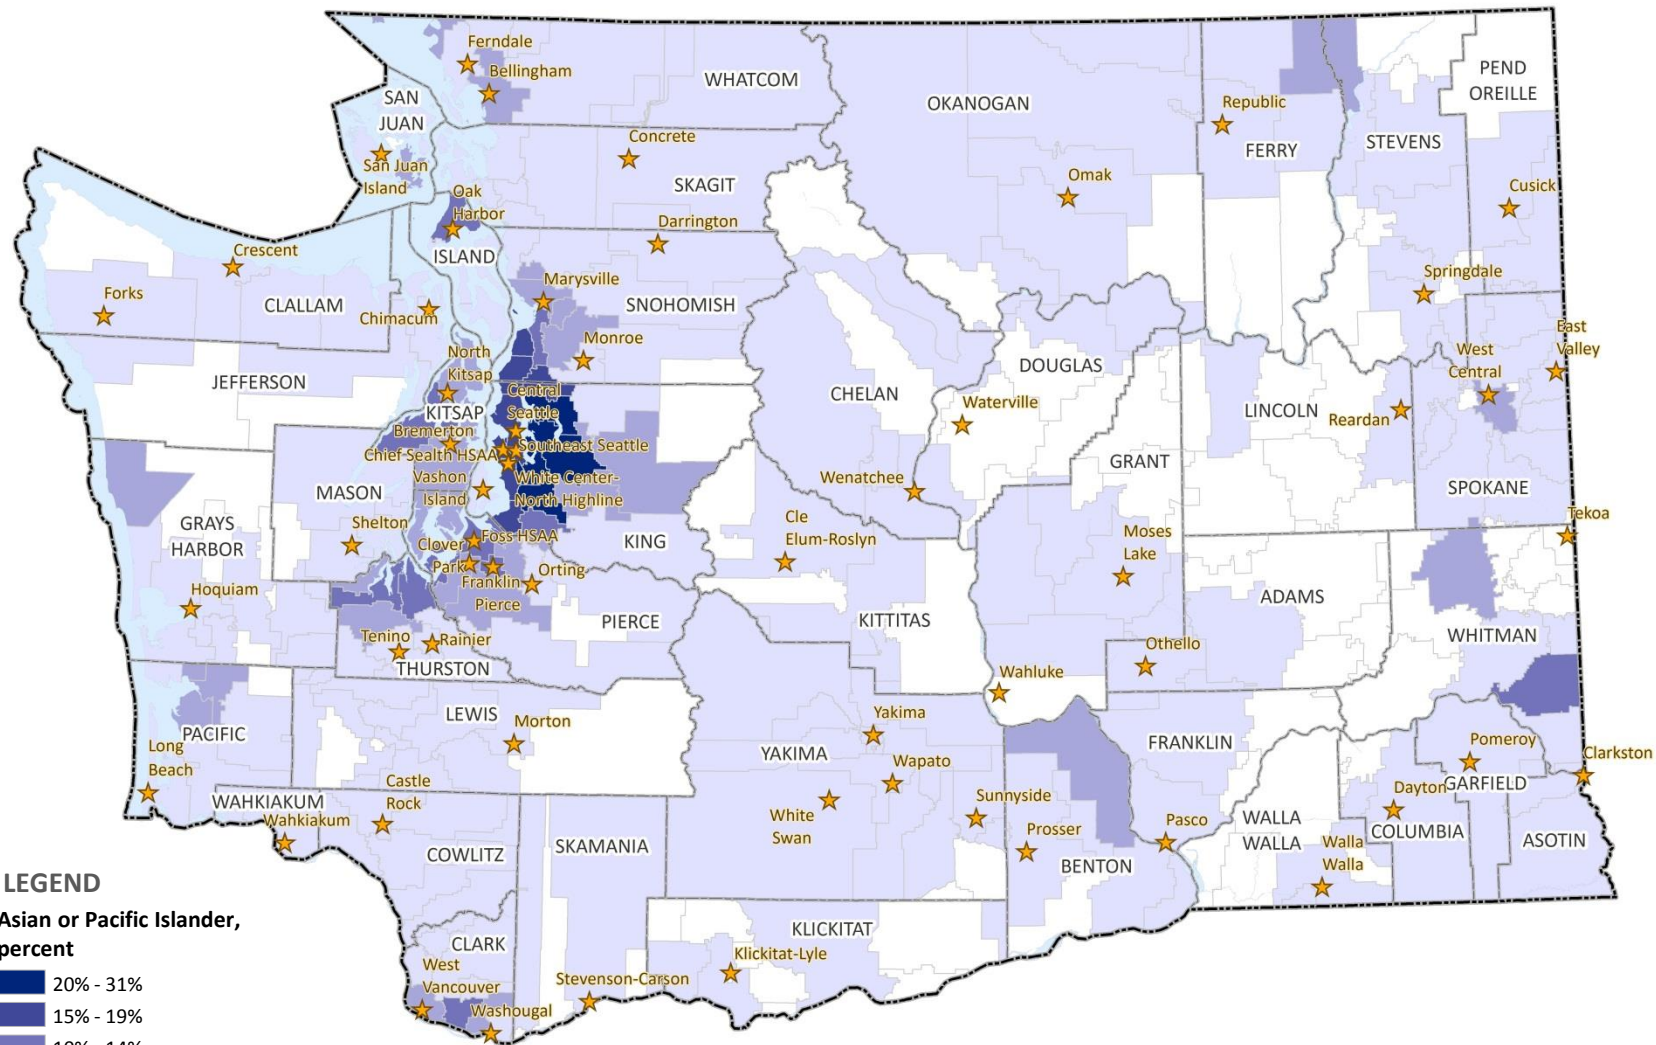 Ferndale
Bellingham
WHATCOM
SAN
JUAN
San Juan
Island
Concrete
SKAGIT
Oak
Harbor
ISLAND
Darrington
Crescent
Forks
CLALLAM
Chimacum
Marysville
SNOHOMISH
Monroe
North
Kitsap
KITSAP
JEFFERSON
Central
Seattle
Bremerton
Southeast Seattle
Chief Sealth HSAA
Vashon
Island
White Center-
North Highline
MASON
Shelton
GRAYS
HARBOR
Hoquiam
KING
Clover
Park
Foss HSAA
Franklin
Pierce
Orting
PIERCE
Tenino
Rainier
THURSTON
LEWIS
Morton
PACIFIC
Long
Beach
WAHKIAKUM
Wahkiakum
Castle
Rock
COWLITZ
SKAMANIA
CLARK
West
Vancouver
Washougal
Stevenson-Carson
OKANOGAN
Omak
Republic
FERRY
STEVENS
PEND
OREILLE
Cusick
Springdale
East
Valley
West
Central
CHELAN
DOUGLAS
Waterville
Wenatchee
GRANT
LINCOLN
Reardan
SPOKANE
Tekoa
Cle
Elum-Roslyn
KITTITAS
Moses
Lake
ADAMS
Othello
WHITMAN
Wahluke
YAKIMA
Yakima
Wapato
White
Swan
Sunnyside
Prosser
BENTON
FRANKLIN
Pasco
WALLA
WALLA
Walla
Walla
Pomeroy
GARFIELD
Dayton
COLUMBIA
Clarkston
ASOTIN
KLICKITAT
Klickitat-Lyle
LEGEND
Asian or Pacific Islander,
percent
20% - 31%
15% - 19%